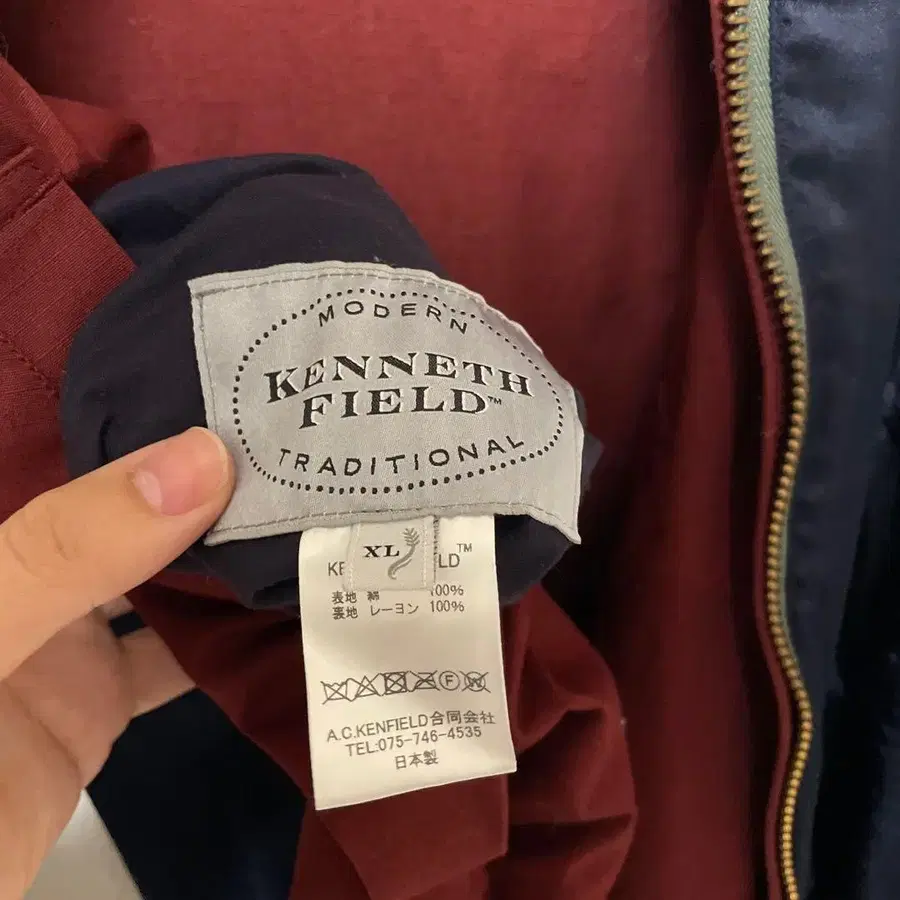 MODERN
KENNETH
FIELD™
TRADITIONAL
XL
KE LD™
表地 綿 100%
裏地 レーヨン 100%
F W
A.C.KENFIELD合同会社
TEL:075-746-4535
日本製